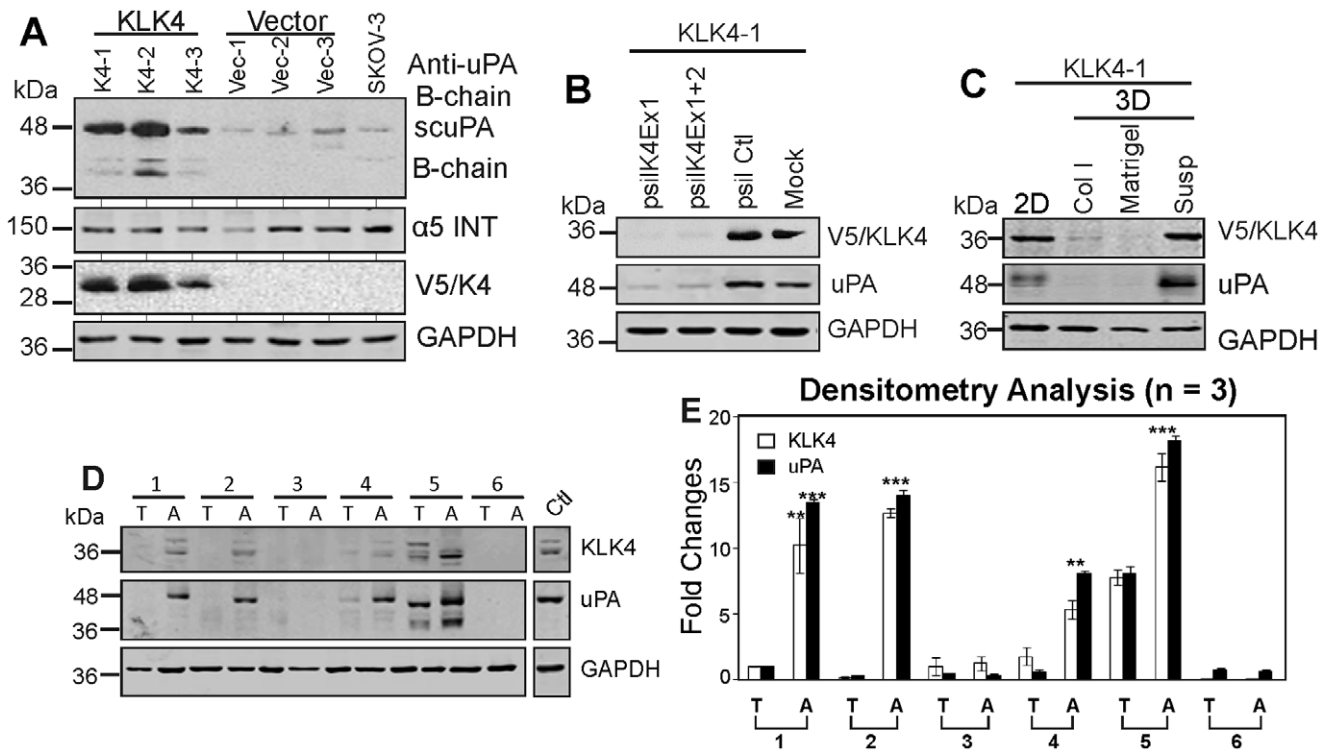 A
KLK4 Vector
K4-1 K4-2 K4-3 Vec-1 Vec-2 Vec-3 SKOV-3
kDa
Anti-uPA
B-chain
48 scuPA
B-chain
36
150 α5 INT
36
V5/K4
28
36 GAPDH
B
KLK4-1
psilK4Ex1 psilK4Ex1+2 psil Ctl Mock
kDa
36 V5/KLK4
48 uPA
36 GAPDH
C
KLK4-1
3D
kDa 2D Col I Matrigel Susp
36 V5/KLK4
48 uPA
36 GAPDH
D
1 2 3 4 5 6 Ctl
kDa T A T A T A T A T A T A
36 KLK4
48 uPA
36
36 GAPDH
E
Densitometry Analysis (n = 3)
Fold Changes
20
15
10
5
0
KLK4
uPA
** *** *** ** ***
T A T A T A T A T A T A
1 2 3 4 5 6